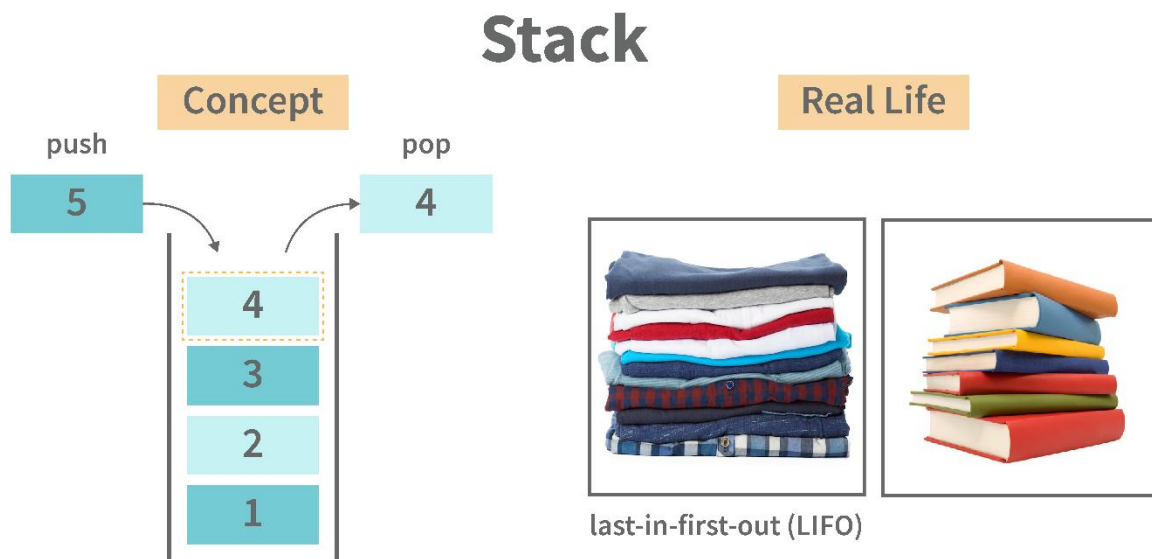 Stack
Concept
Real Life
push
pop
5
4
4
3
2
1
last-in-first-out (LIFO)